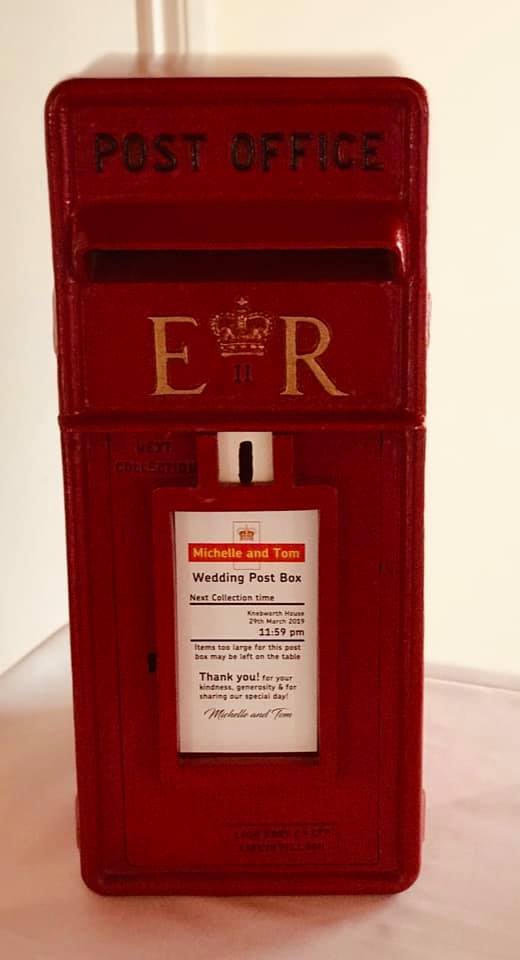 POST OFFICE
E II R
NEXT
COLLECTION
1
Michelle and Tom
Wedding Post Box
Next Collection time
Knebworth House
29th March 2019
11:59 pm
Items too large for this post
box may be left on the table
Thank you! for your
kindness, generosity & for
sharing our special day!
Michelle and Tom